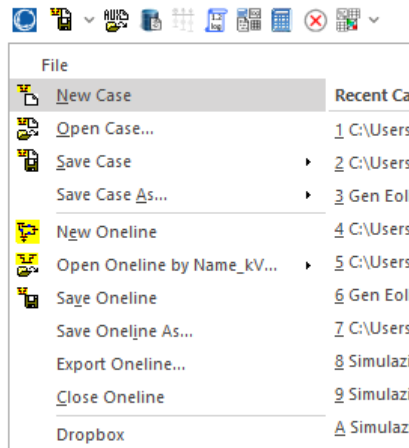 File
New Case
Open Case...
Save Case
Save Case As...
New Oneline
Open Oneline by Name_kV...
Save Oneline
Save Oneline As...
Export Oneline...
Close Oneline
Dropbox
Recent Ca
1 C:\Users
2 C:\Users
3 Gen Eol
4 C:\Users
5 C:\Users
6 Gen Eol
7 C:\Users
8 Simulazi
9 Simulazi
A Simulaz